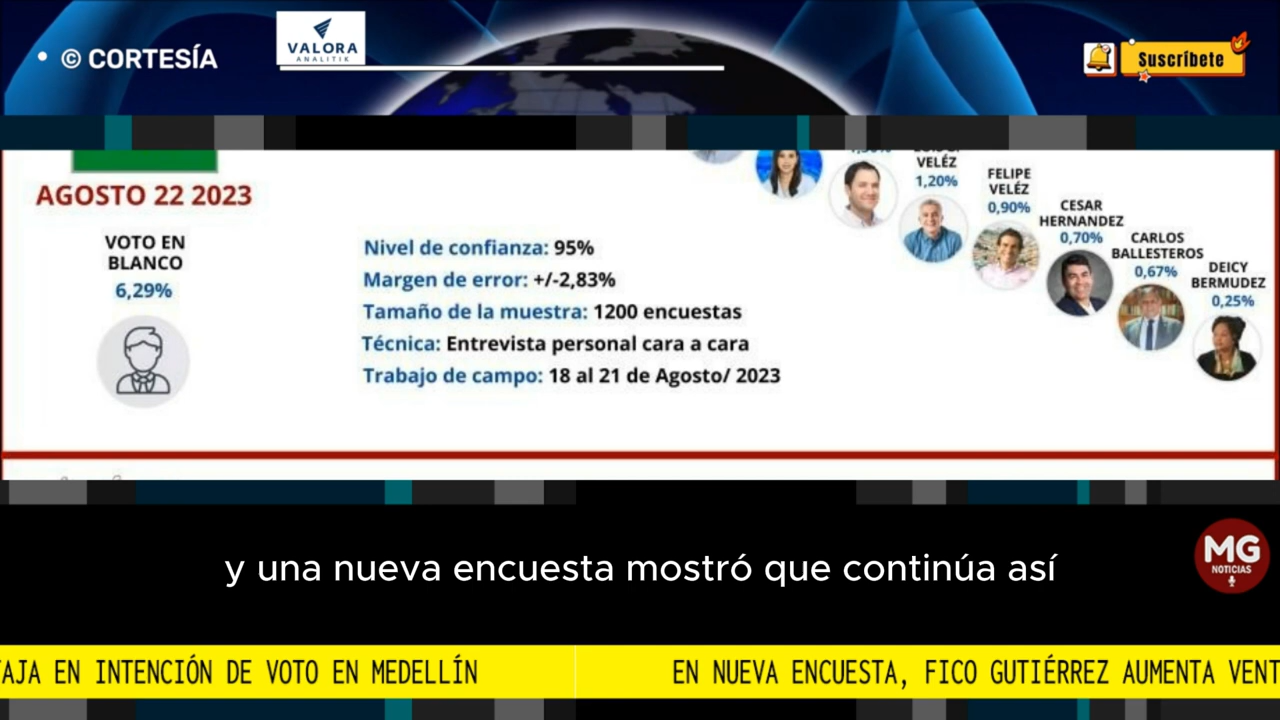 © CORTESÍA
VALORA
ANALITIK
Suscríbete
AGOSTO 22 2023
VOTO EN
BLANCO
6,29%
Nivel de confianza: 95%
Margen de error: +/-2,83%
Tamaño de la muestra: 1200 encuestas
Técnica: Entrevista personal cara a cara
Trabajo de campo: 18 al 21 de Agosto/ 2023
VELÉZ
1,20%
FELIPE
VELÉZ
0,90%
CESAR
HERNANDEZ
0,70%
CARLOS
BALLESTEROS
0,67%
DEICY
BERMUDEZ
0,25%
y una nueva encuesta mostró que continúa así
MG
NOTICIAS
AJA EN INTENCIÓN DE VOTO EN MEDELLÍN EN NUEVA ENCUESTA, FICO GUTIÉRREZ AUMENTA VENT